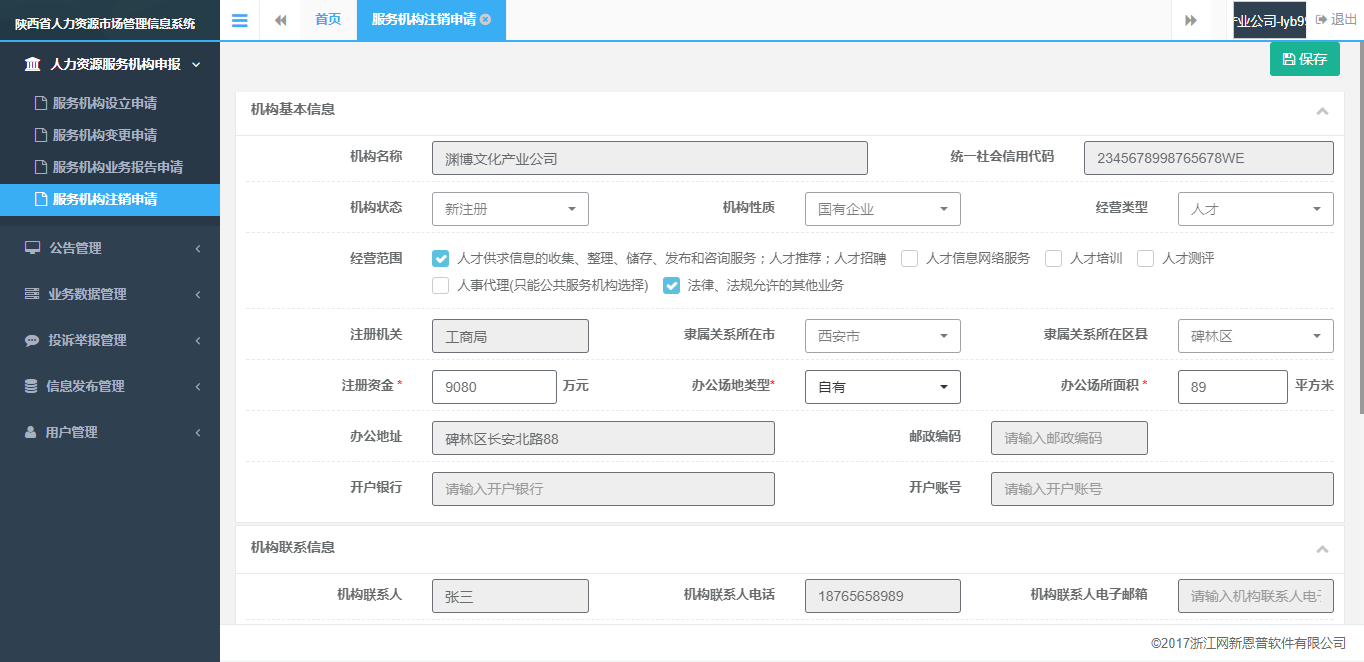 陕西省人力资源市场管理信息系统
首页
服务机构注销申请
业公司-lyb99
退出
人力资源服务机构申报
服务机构设立申请
服务机构变更申请
服务机构业务报告申请
服务机构注销申请
公告管理
业务数据管理
投诉举报管理
信息发布管理
用户管理
保存
机构基本信息
机构名称 渊博文化产业公司 统一社会信用代码 2345678998765678WE
机构状态 新注册 机构性质 国有企业 经营类型 人才
经营范围 人才供求信息的收集、整理、储存、发布和咨询服务；人才推荐；人才招聘 人才信息网络服务 人才培训 人才测评
人事代理(只能公共服务机构选择) 法律、法规允许的其他业务
注册机关 工商局 隶属关系所在市 西安市 隶属关系所在区县 碑林区
注册资金* 9080 万元 办公场地类型* 自有 办公场所面积* 89 平方米
办公地址 碑林区长安北路88 邮政编码 请输入邮政编码
开户银行 请输入开户银行 开户账号 请输入开户账号
机构联系信息
机构联系人 张三 机构联系人电话 18765658989 机构联系人电子邮箱 请输入机构联系人电
©2017浙江网新恩普软件有限公司